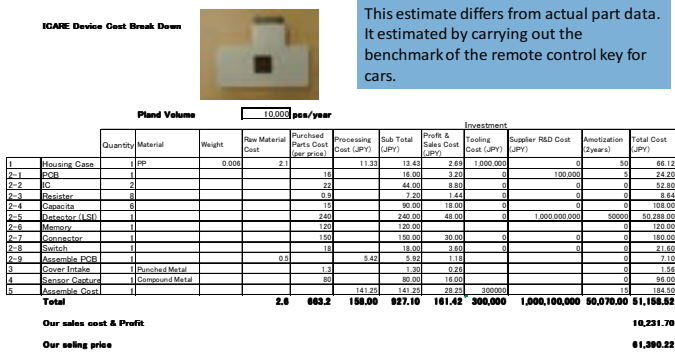 ICARE Device Cost Break Down
This estimate differs from actual part data.
It estimated by carrying out the
benchmark of the remote control key for
cars.
Pland Volume 10,000 pcs/year
Investment
Quantity Material Weight Raw Material Cost Purchsed Parts Cost (per price) Processing Cost (JPY) Sub Total (JPY) Profit & Sales Cost (JPY) Tooling Cost (JPY) Supplier R&D Cost (JPY) Amotization (2years) Total Cost (JPY)
1 Housing Case 1 PP 0.006 2.1 11.33 13.43 2.69 1,000,000 0 50 66.12
2-1 PCB 1 16 16.00 3.20 0 100,000 5 24.20
2-2 IC 2 22 44.00 8.80 0 0 0 52.80
2-3 Resister 8 0.9 7.20 1.44 0 0 0 8.64
2-4 Capacita 6 15 90.00 18.00 0 0 0 108.00
2-5 Detector (LSI) 1 240 240.00 48.00 0 1,000,000,000 50000 50,288.00
2-6 Memory 1 120 120.00 0 120.00
2-7 Connector 1 150 150.00 30.00 0 0 0 180.00
2-8 Switch 1 18 18.00 3.60 0 0 0 21.60
2-9 Assemble PCB 1 0.5 5.42 5.92 1.18 7.10
3 Cover Intake 1 Punched Metal 1.3 1.30 0.26 1.56
4 Sensor Capture 1 Compound Metal 80 80.00 16.00 96.00
5 Assemble Cost 1 141.25 141.25 28.25 300000 15 184.50
Total 2.6 663.2 158.00 927.10 161.42 300,000 1,000,100,000 50,070.00 51,158.52
Our sales cost & Profit 10,231.70
Our seling price 61,390.22